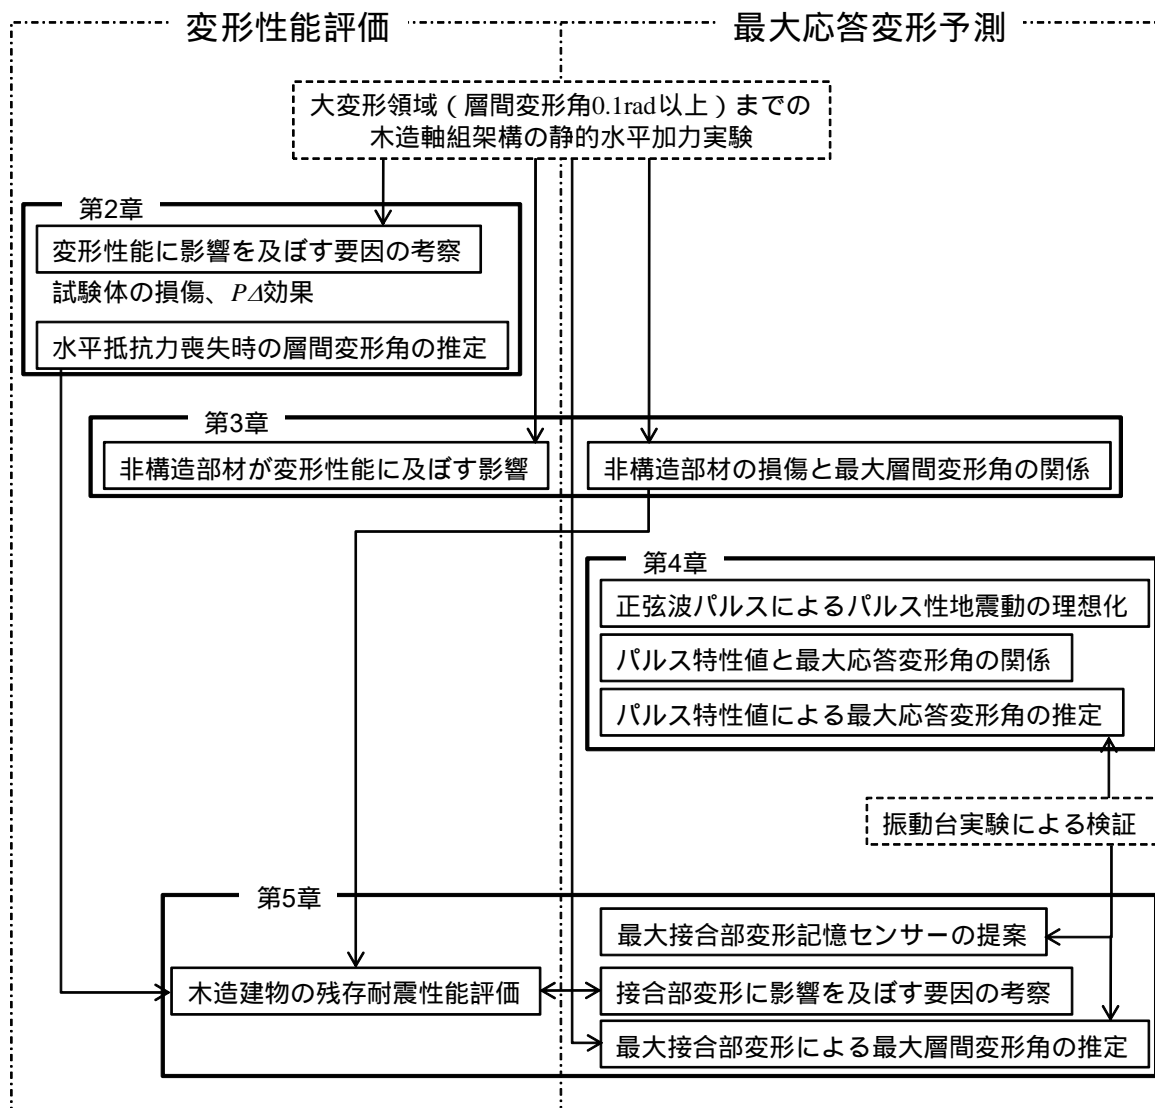 変形性能評価
最大応答変形予測
大変形領域（層間変形角0.1rad以上）までの
木造軸組架構の静的水平加力実験
第2章
変形性能に影響を及ぼす要因の考察
試験体の損傷、PΔ効果
水平抵抗力喪失時の層間変形角の推定
第3章
非構造部材が変形性能に及ぼす影響
非構造部材の損傷と最大層間変形角の関係
第4章
正弦波パルスによるパルス性地震動の理想化
パルス特性値と最大応答変形角の関係
パルス特性値による最大応答変形角の推定
振動台実験による検証
第5章
最大接合部変形記憶センサーの提案
木造建物の残存耐震性能評価
接合部変形に影響を及ぼす要因の考察
最大接合部変形による最大層間変形角の推定